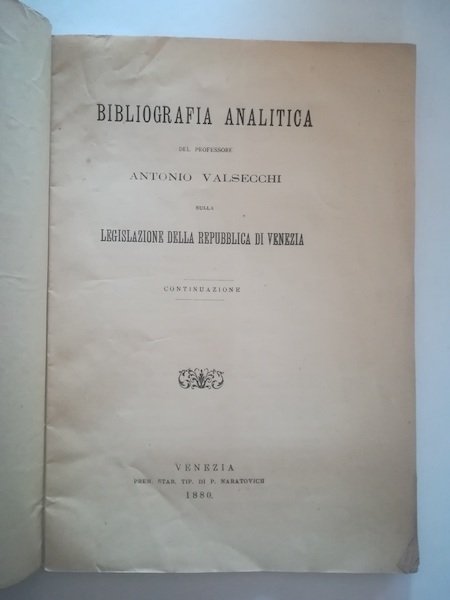 BIBLIOGRAFIA ANALITICA
DEL PROFESSORE
ANTONIO VALSECCHI
SULLA
LEGISLAZIONE DELLA REPUBBLICA DI VENEZIA
CONTINUAZIONE
VENEZIA
PREM. STAB. TIP. DI P. NARATOVICH
1880.